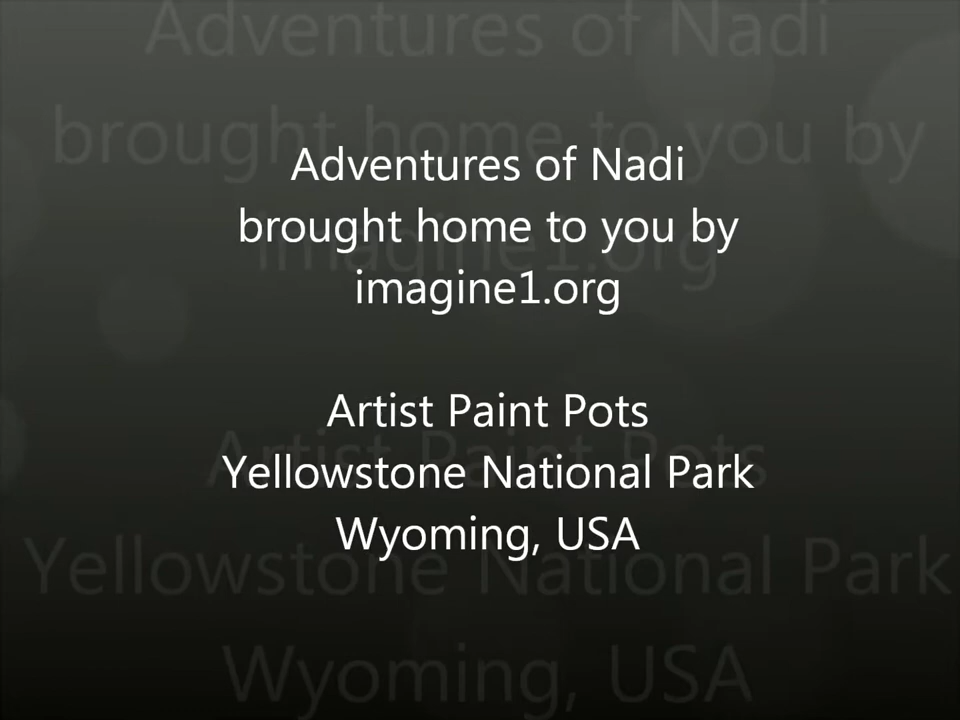 Adventures of Nadi
brought home to you by
imagine1.org
Artist Paint Pots
Yellowstone National Park
Wyoming, USA